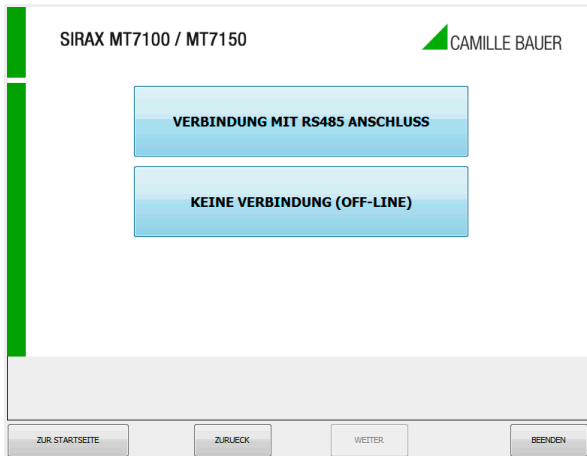 SIRAX MT7100 / MT7150
CAMILLE BAUER
VERBINDUNG MIT RS485 ANSCHLUSS
KEINE VERBINDUNG (OFF-LINE)
ZUR STARTSEITE
ZURUECK
WEITER
BEENDEN